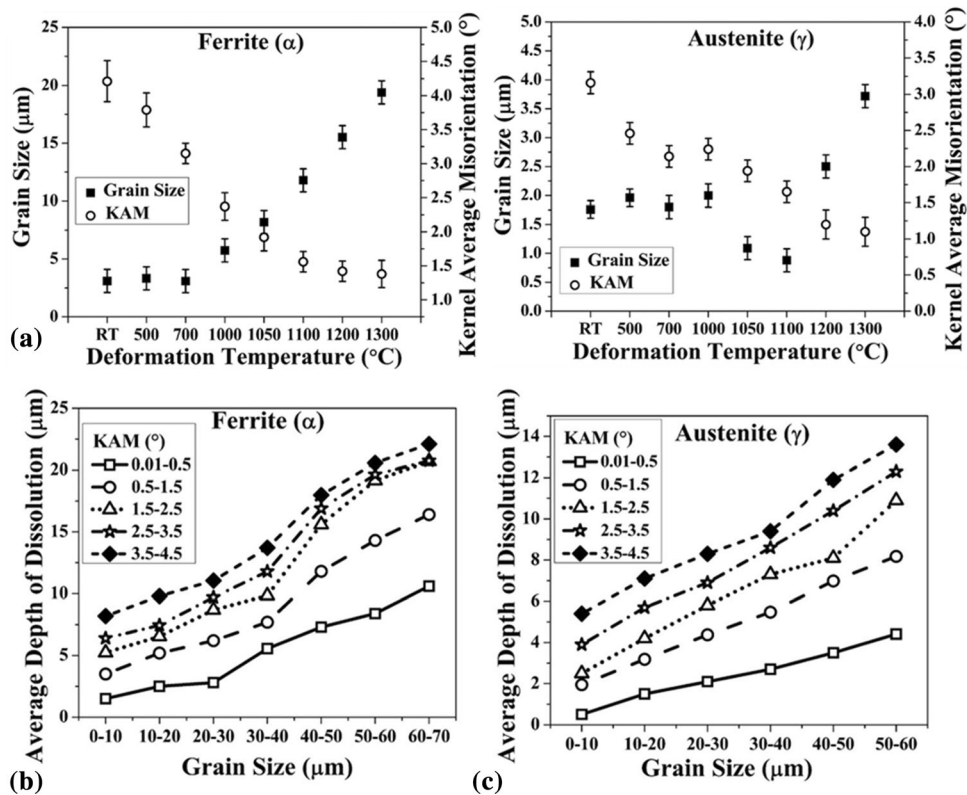 Ferrite (α)
25
20
15
10
5
0
Grain Size (μm)
Grain Size
KAM
5.0
4.5
4.0
3.5
3.0
2.5
2.0
1.5
1.0
Kernel Average Misorientation (°)
RT 500 700 1000 1050 1100 1200 1300
Deformation Temperature (°C)
(a)
Austenite (γ)
5.0
4.5
4.0
3.5
3.0
2.5
2.0
1.5
1.0
0.5
0.0
Grain Size (μm)
Grain Size
KAM
4.0
3.5
3.0
2.5
2.0
1.5
1.0
0.5
0.0
Kernel Average Misorientation (°)
RT 500 700 1000 1050 1100 1200 1300
Deformation Temperature (°C)
Ferrite (α)
25
20
15
10
5
0
Average Depth of Dissolution (μm)
KAM (°)
0.01-0.5
0.5-1.5
1.5-2.5
2.5-3.5
3.5-4.5
0-10 10-20 20-30 30-40 40-50 50-60 60-70
Grain Size (μm)
(b)
Austenite (γ)
14
12
10
8
6
4
2
0
Average Depth of Dissolution (μm)
KAM (°)
0.01-0.5
0.5-1.5
1.5-2.5
2.5-3.5
3.5-4.5
0-10 10-20 20-30 30-40 40-50 50-60
Grain Size (μm)
(c)